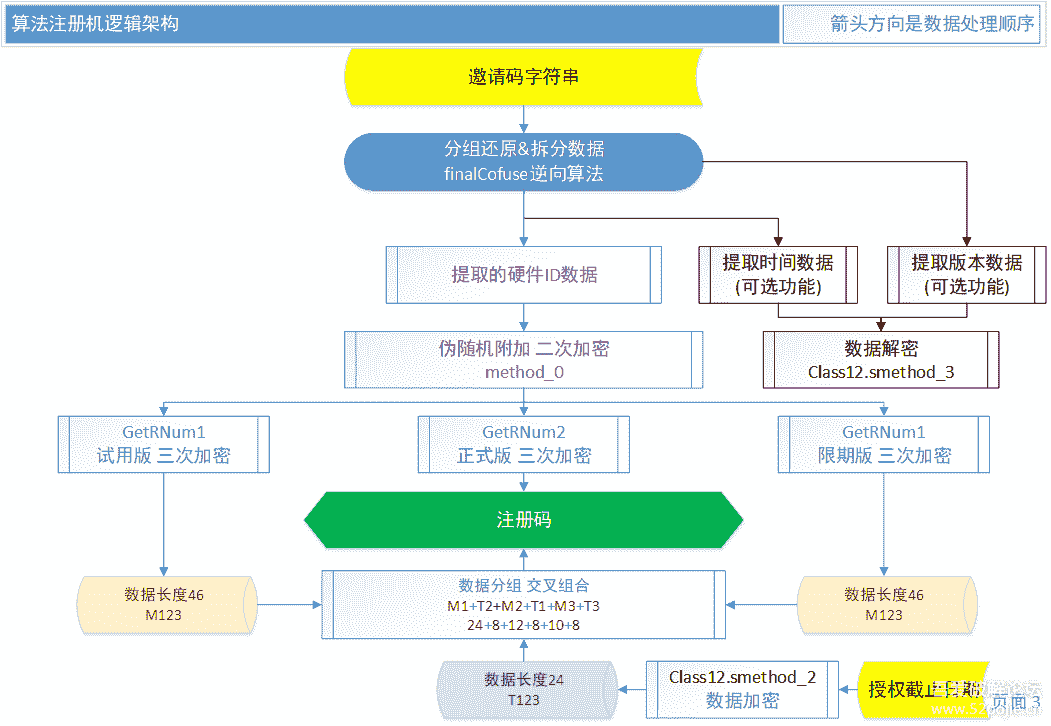 算法注册机逻辑架构
箭头方向是数据处理顺序
邀请码字符串
分组还原&拆分数据
finalCofuse逆向算法
提取的硬件ID数据
提取时间数据
(可选功能)
提取版本数据
(可选功能)
伪随机附加 二次加密
method_0
数据解密
Class12.smethod_3
GetRNum1
试用版 三次加密
GetRNum2
正式版 三次加密
GetRNum1
限期版 三次加密
注册码
数据长度46
M123
数据分组 交叉组合
M1+T2+M2+T1+M3+T3
24+8+12+8+10+8
数据长度46
M123
数据长度24
T123
Class12.smethod_2
数据加密
授权截止日期
页面 3